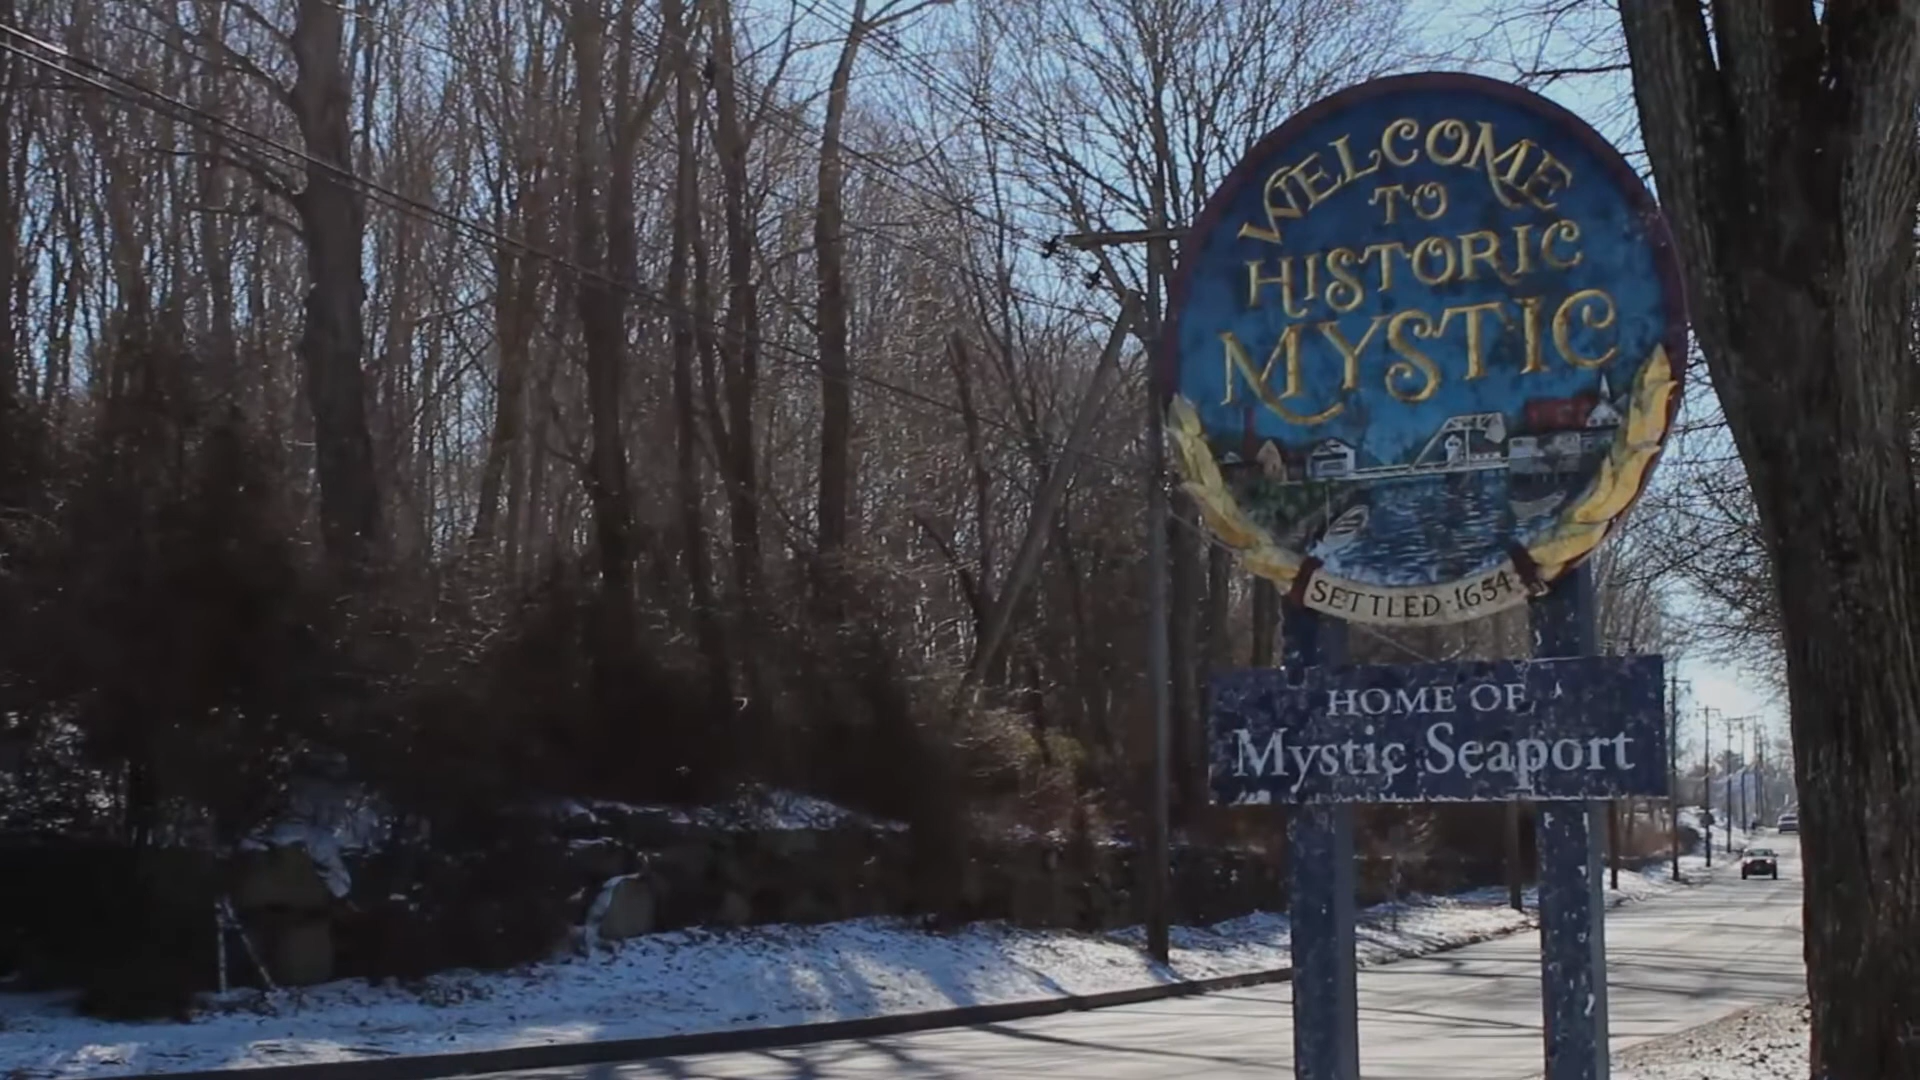 WELCOME
TO
HISTORIC
MYSTIC
SETTLED·1654
HOME OF
Mystic Seaport